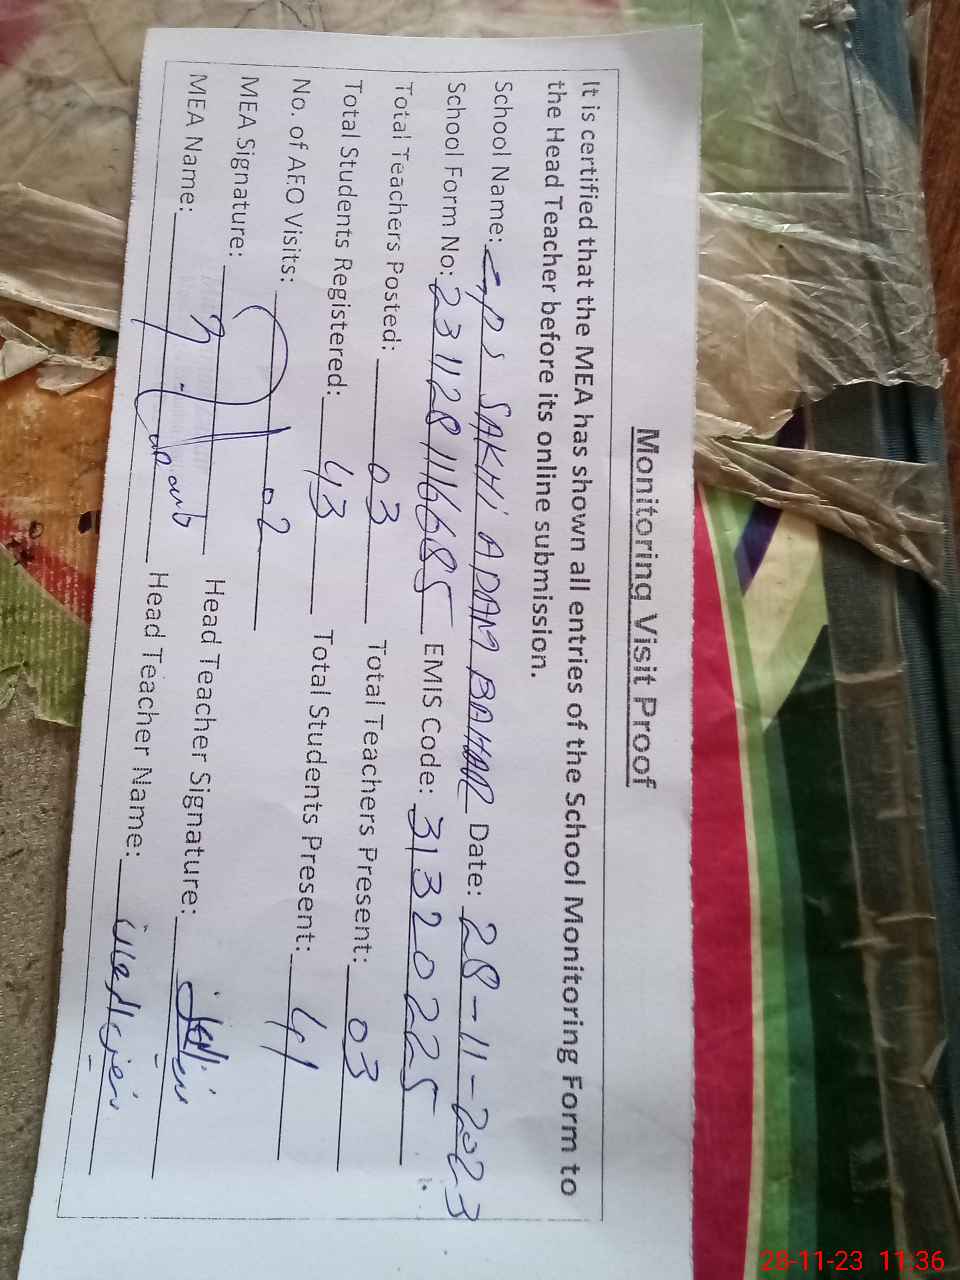 Monitoring Visit Proof
It is certified that the MEA has shown all entries of the School Monitoring Form to
the Head Teacher before its online submission.
School Name: GPS SAKHi ADAM BAHAR Date: 28-11-2023
School Form No: 231128116685 EMIS Code: 31320225
Total Teachers Posted: 03 Total Teachers Present: 03
Total Students Registered: 43 Total Students Present: 41
No. of AEO Visits: 02
MEA Signature: Head Teacher Signature:
MEA Name: Head Teacher Name:
28-11-23 11:36